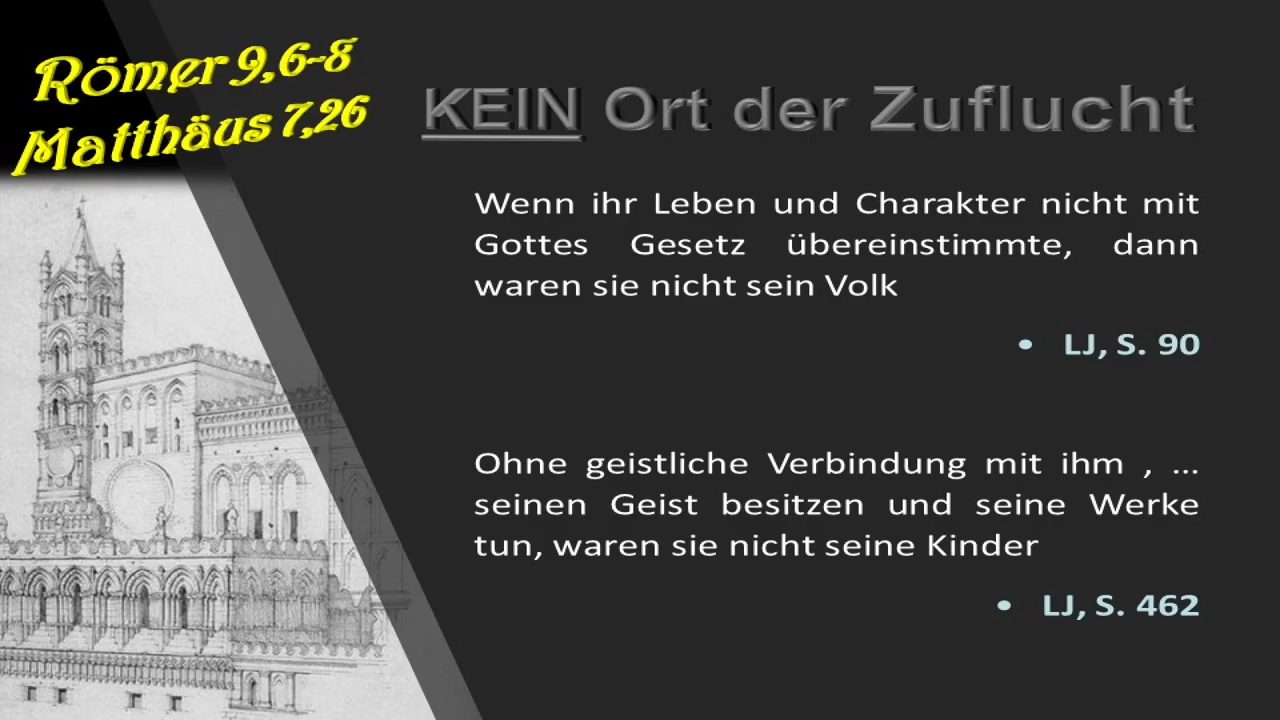 Römer 9,6-8
Matthäus 7,26
KEIN Ort der Zuflucht
Wenn ihr Leben und Charakter nicht mit
Gottes Gesetz übereinstimmte, dann
waren sie nicht sein Volk
• LJ, S. 90
Ohne geistliche Verbindung mit ihm , ...
seinen Geist besitzen und seine Werke
tun, waren sie nicht seine Kinder
• LJ, S. 462